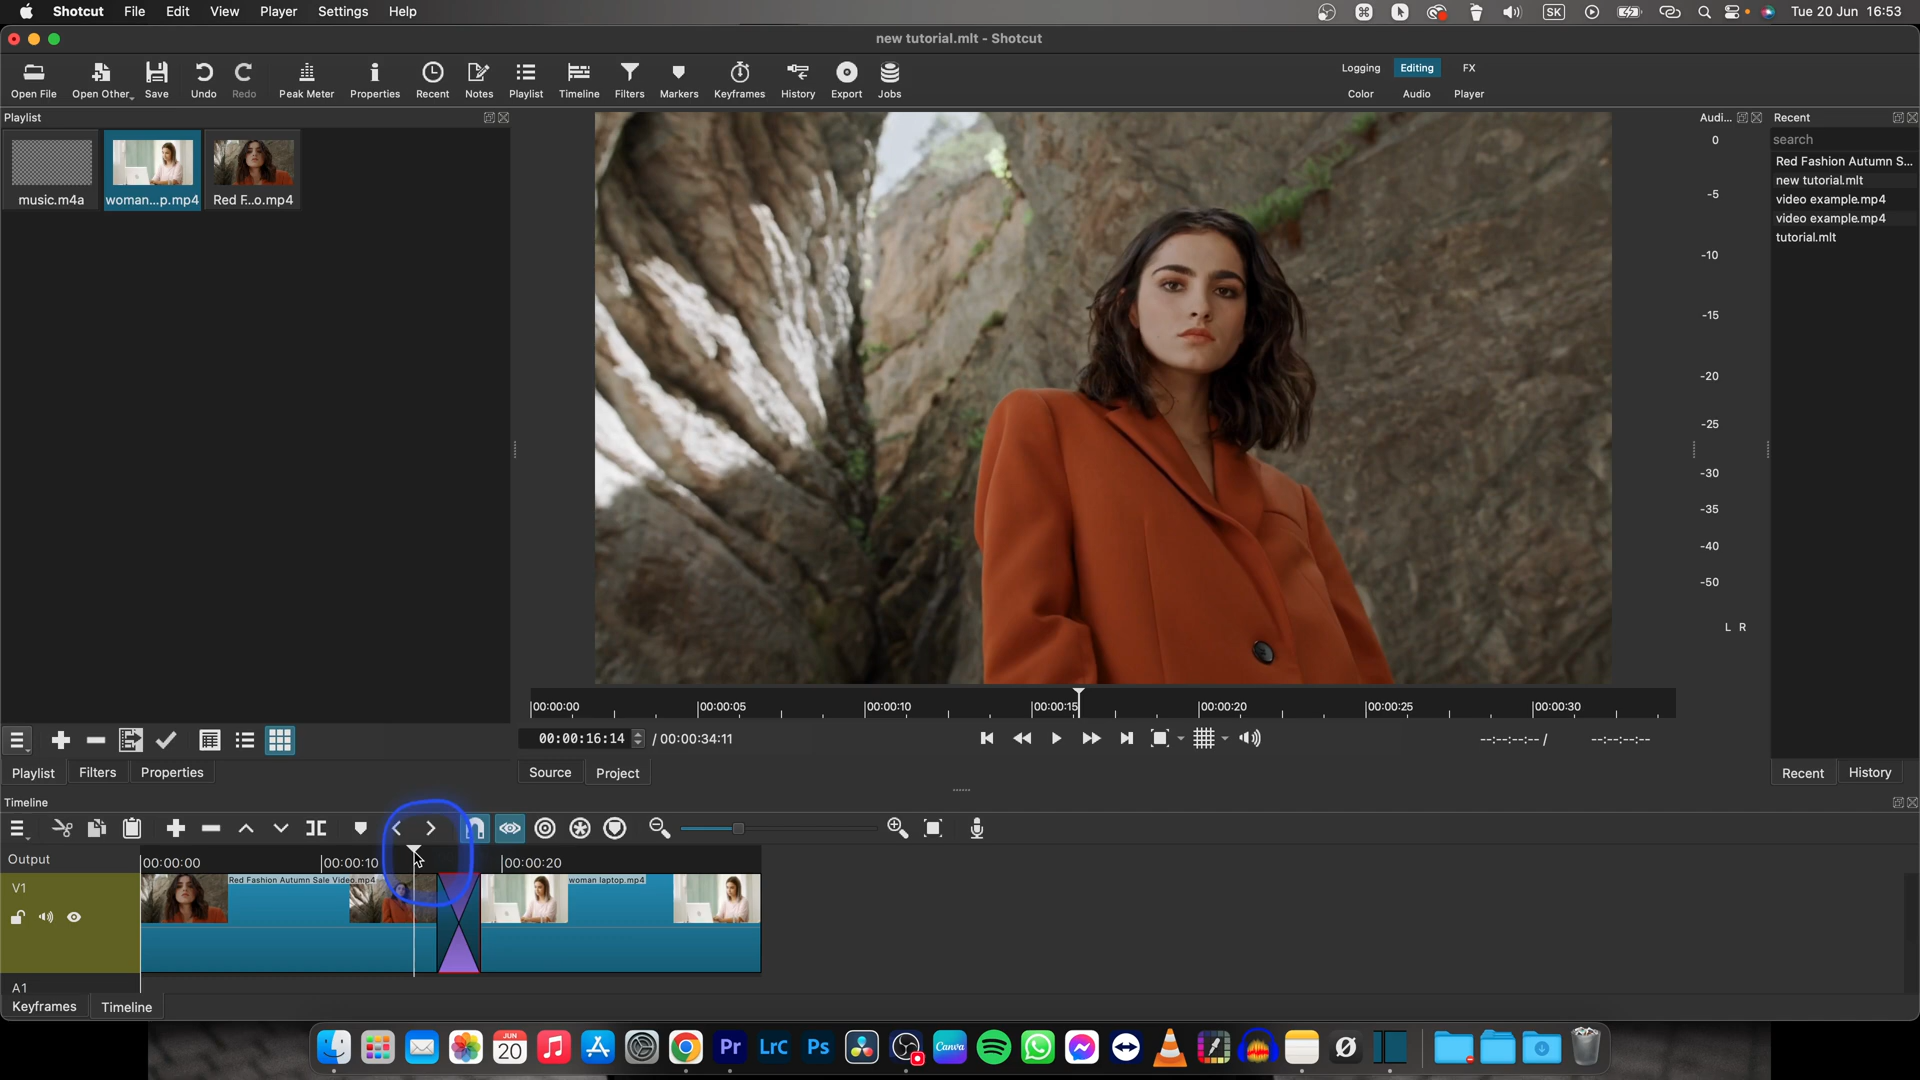 Shotcut File Edit View Player Settings Help SK Tue 20 Jun 16:53
new tutorial.mlt - Shotcut
Open File Open Other Save Undo Redo Peak Meter Properties Recent Notes Playlist Timeline Filters Markers Keyframes History Export Jobs
Logging Editing FX
Color Audio Player
Playlist
music.m4a woman...p.mp4 Red F...o.mp4
Audi...
0
-5
-10
-15
-20
-25
-30
-35
-40
-50
L R
Recent
search
Red Fashion Autumn S...
new tutorial.mlt
video example.mp4
video example.mp4
tutorial.mlt
00:00:00 00:00:05 00:00:10 00:00:15 00:00:20 00:00:25 00:00:30
00:00:16:14 / 00:00:34:11 --:--:--:-- / --:--:--:--
Playlist Filters Properties
Source Project
Recent History
Timeline
Output
00:00:00 00:00:10 00:00:20
V1
Red Fashion Autumn Sale Video.mp4 woman laptop.mp4
A1
Keyframes Timeline
JUN
20
Pr LrC Ps Canva